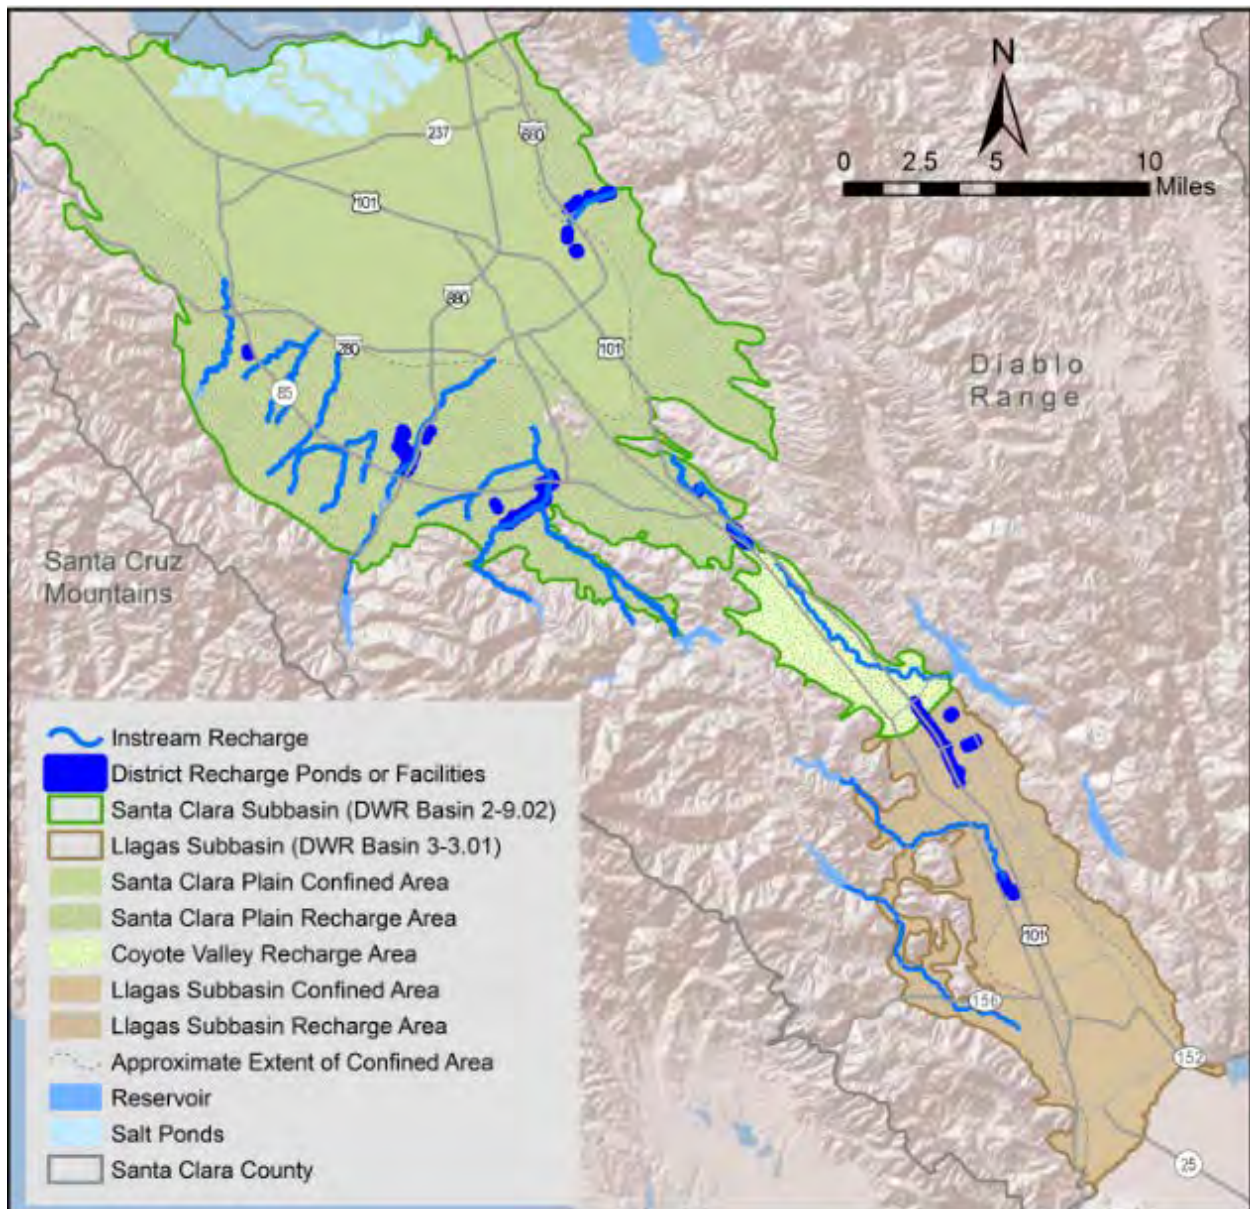 N
0 2.5 5 10
Miles
237
680
101
880
101
280
85
Diablo
Range
Santa Cruz
Mountains
Instream Recharge
District Recharge Ponds or Facilities
Santa Clara Subbasin (DWR Basin 2-9.02)
Llagas Subbasin (DWR Basin 3-3.01)
Santa Clara Plain Confined Area
Santa Clara Plain Recharge Area
Coyote Valley Recharge Area
Llagas Subbasin Confined Area
Llagas Subbasin Recharge Area
Approximate Extent of Confined Area
Reservoir
Salt Ponds
Santa Clara County
101
156
152
25